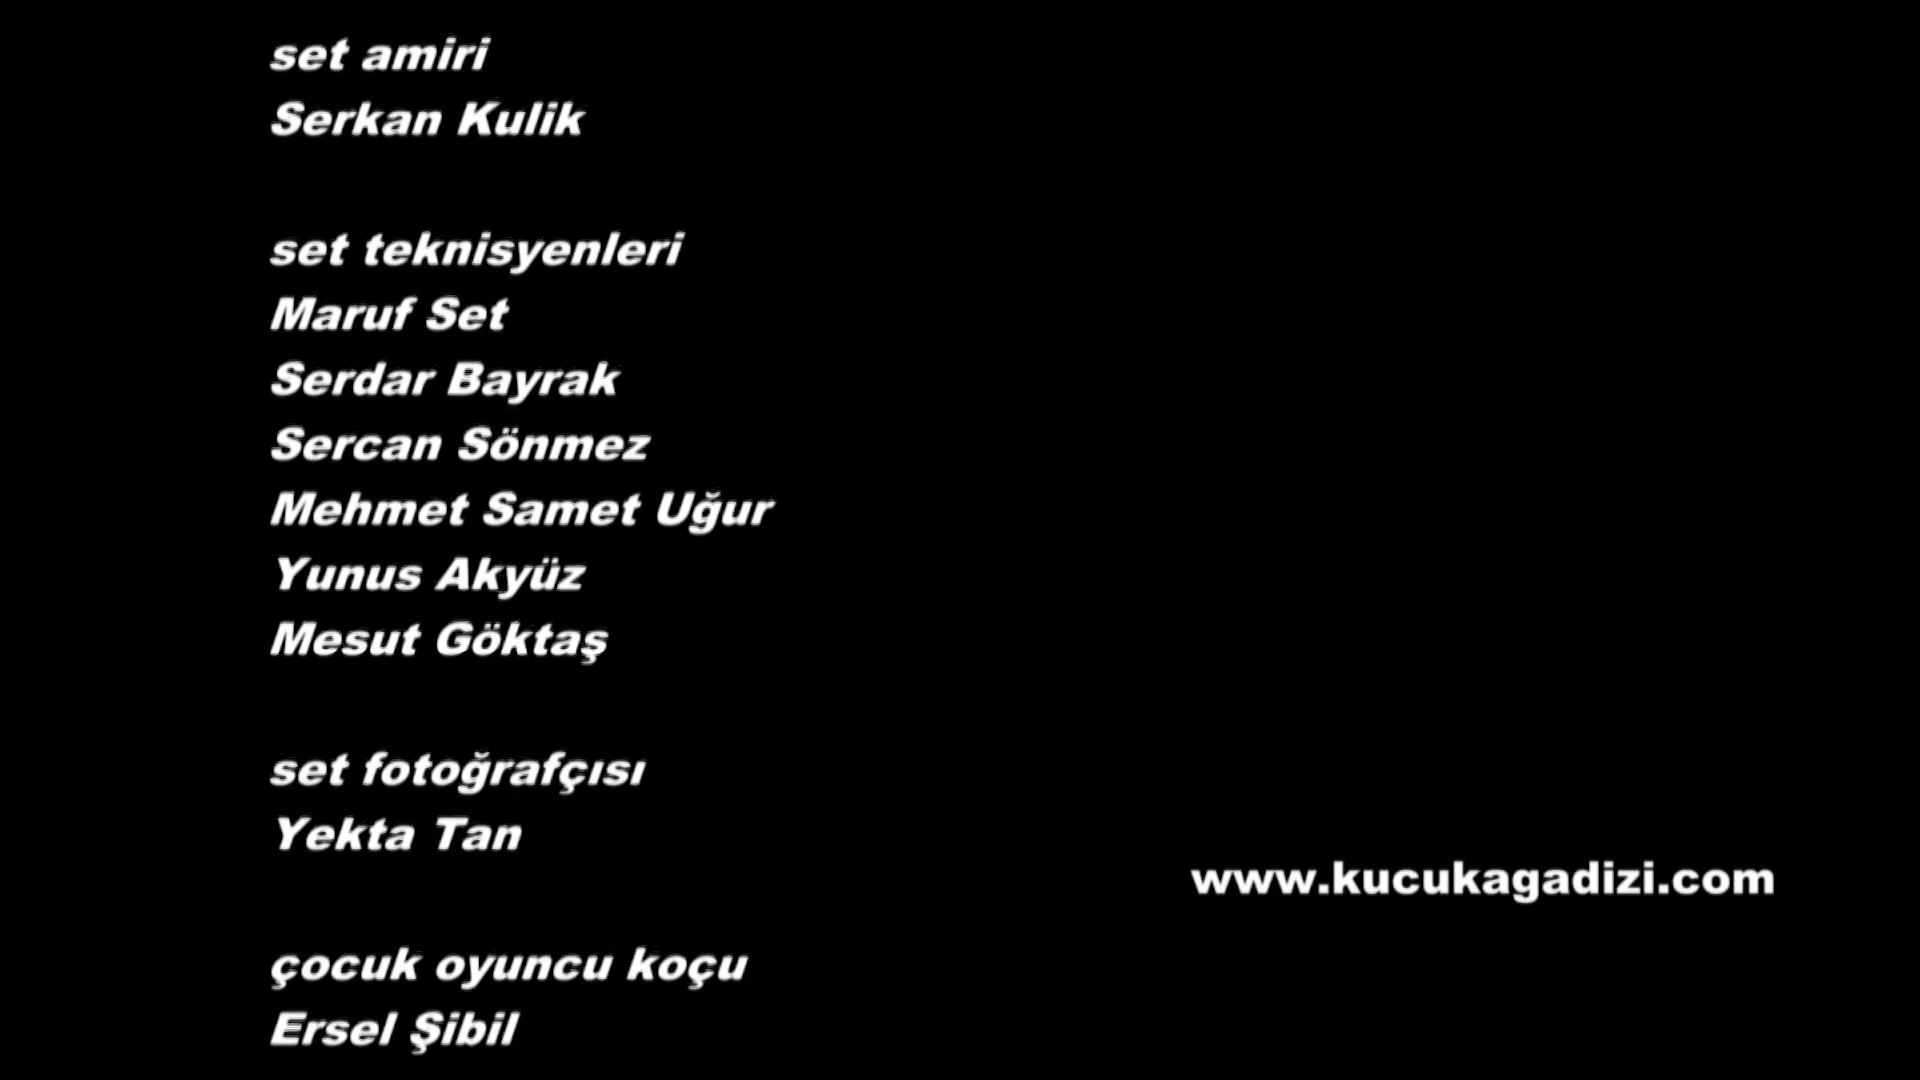 set amiri
Serkan Kulik
set teknisyenleri
Maruf Set
Serdar Bayrak
Sercan Sönmez
Mehmet Samet Uğur
Yunus Akyüz
Mesut Göktaş
set fotoğrafçısı
Yekta Tan
www.kucukagadizi.com
çocuk oyuncu koçu
Ersel Şibil